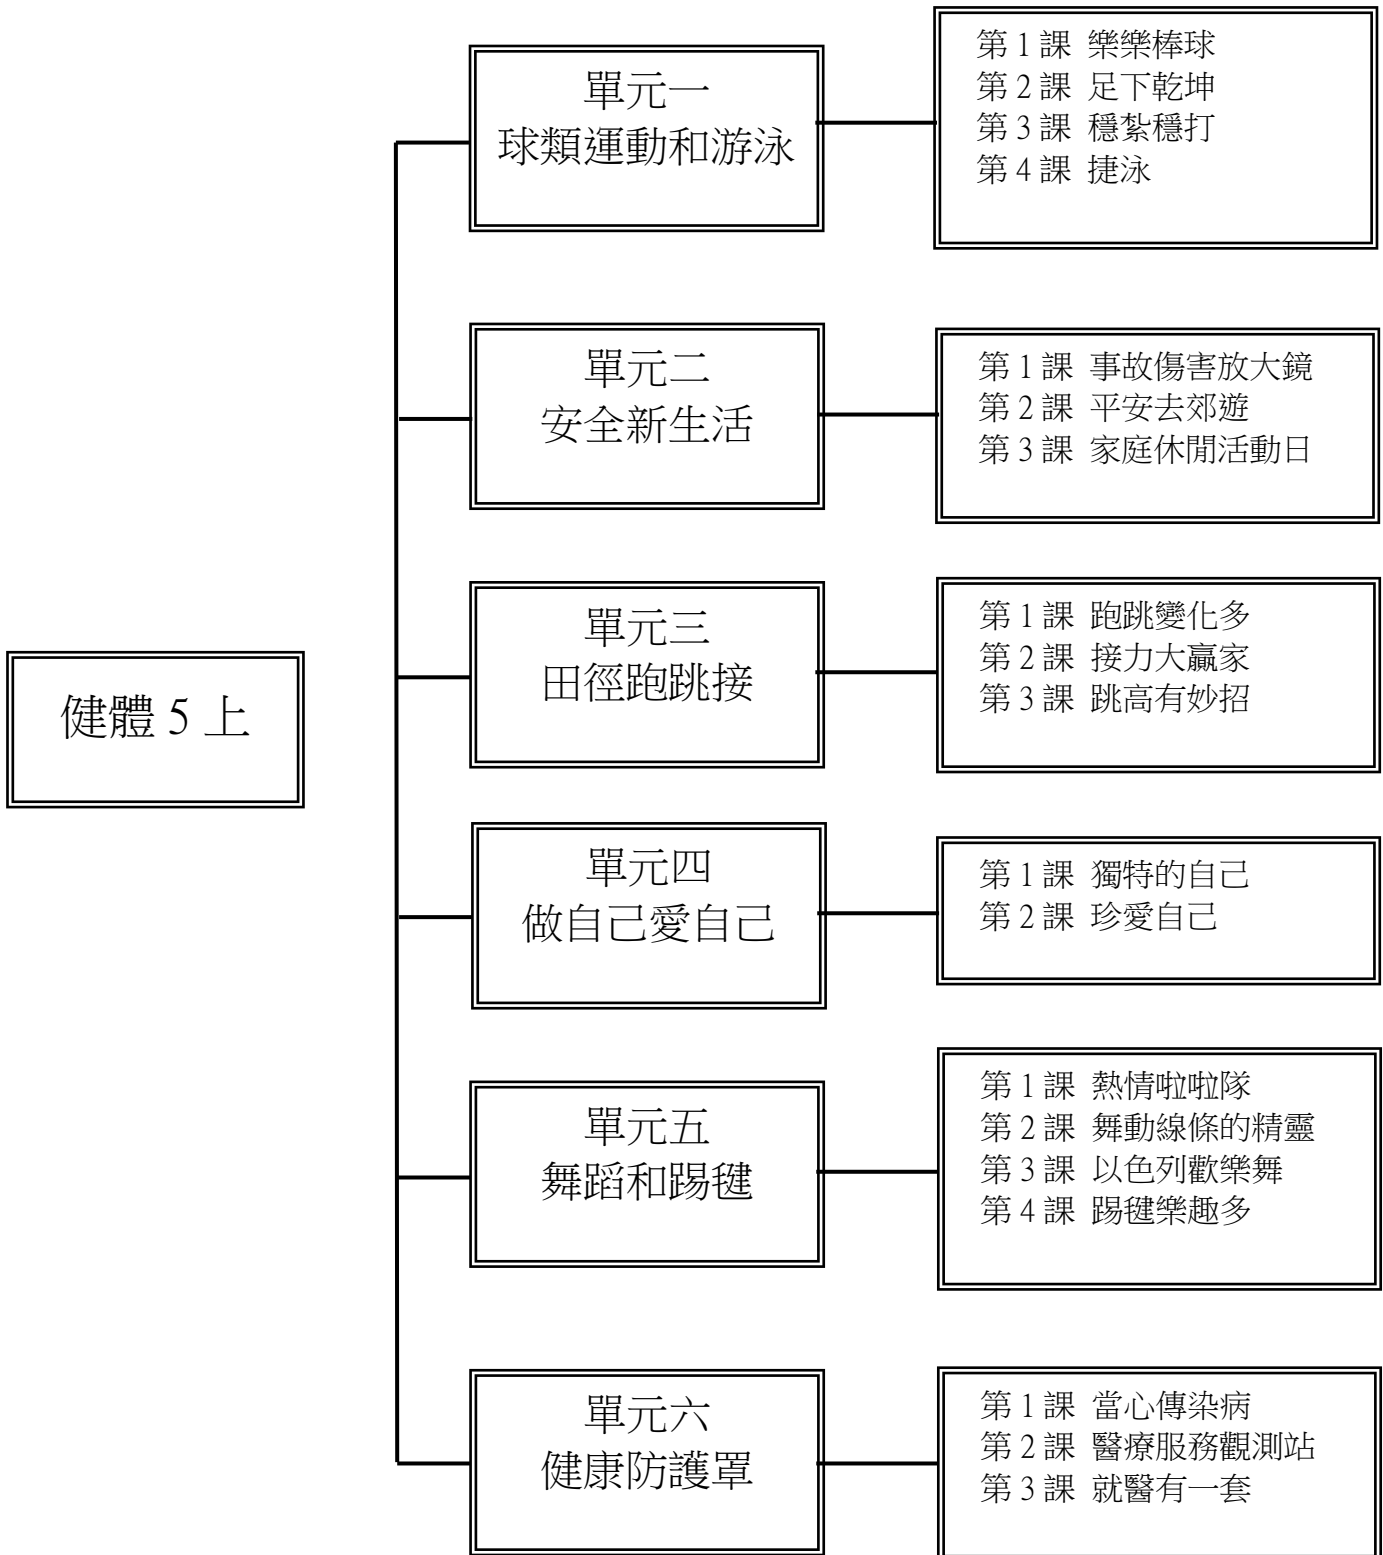 健體 5 上
單元一
球類運動和游泳
第 1 課 樂樂棒球
第 2 課 足下乾坤
第 3 課 穩紮穩打
第 4 課 捷泳
單元二
安全新生活
第 1 課 事故傷害放大鏡
第 2 課 平安去郊遊
第 3 課 家庭休閒活動日
單元三
田徑跑跳接
第 1 課 跑跳變化多
第 2 課 接力大贏家
第 3 課 跳高有妙招
單元四
做自己愛自己
第 1 課 獨特的自己
第 2 課 珍愛自己
單元五
舞蹈和踢毽
第 1 課 熱情啦啦隊
第 2 課 舞動線條的精靈
第 3 課 以色列歡樂舞
第 4 課 踢毽樂趣多
單元六
健康防護罩
第 1 課 當心傳染病
第 2 課 醫療服務觀測站
第 3 課 就醫有一套